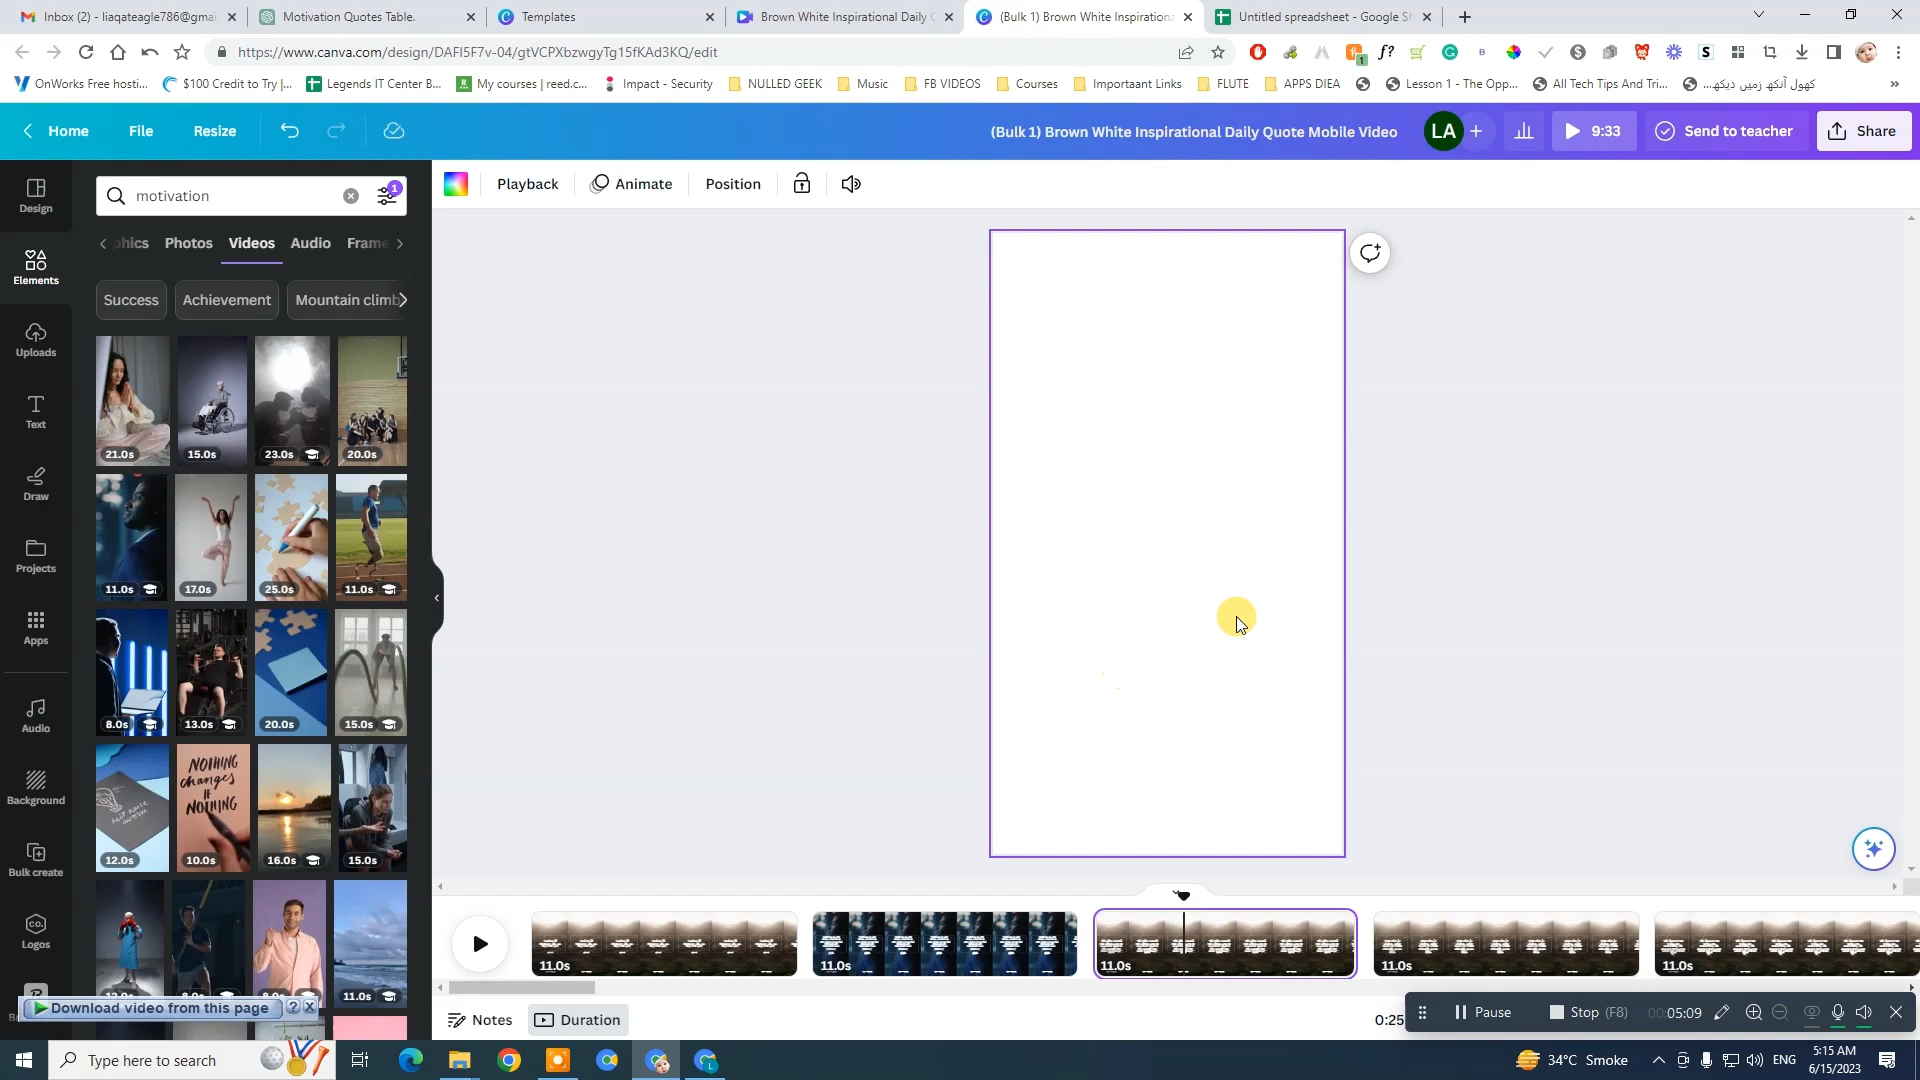 Inbox (2) - liaqateagle786@gmai
Motivation Quotes Table.
Templates
Brown White Inspirational Daily
(Bulk 1) Brown White Inspirationa
Untitled spreadsheet - Google S
https://www.canva.com/design/DAFI5F7v-04/gtVCPXbzwgyTg15fKAd3KQ/edit
OnWorks Free hosti...
$100 Credit to Try |...
Legends IT Center B...
My courses | reed.c...
Impact - Security
NULLED GEEK
Music
FB VIDEOS
Courses
Importaant Links
FLUTE
APPS DIEA
Lesson 1 - The Opp...
All Tech Tips And Tri...
کھول آنکھ زمیں دیکھ...
Home
File
Resize
(Bulk 1) Brown White Inspirational Daily Quote Mobile Video
LA
9:33
Send to teacher
Share
Design
Elements
Uploads
Text
Draw
Projects
Apps
Audio
Background
Bulk create
Logos
motivation
1
phics
Photos
Videos
Audio
Frame
Success
Achievement
Mountain climb
21.0s
15.0s
23.0s
20.0s
11.0s
17.0s
25.0s
11.0s
8.0s
13.0s
20.0s
15.0s
NOTHING
changes
IF
NOTHING
12.0s
10.0s
16.0s
15.0s
11.0s
Download video from this page
Playback
Animate
Position
11.0s
11.0s
11.0s
11.0s
11.0s
Notes
Duration
0:25
Pause
Stop (F8)
00:05:09
Type here to search
34°C Smoke
ENG
5:15 AM
6/15/2023